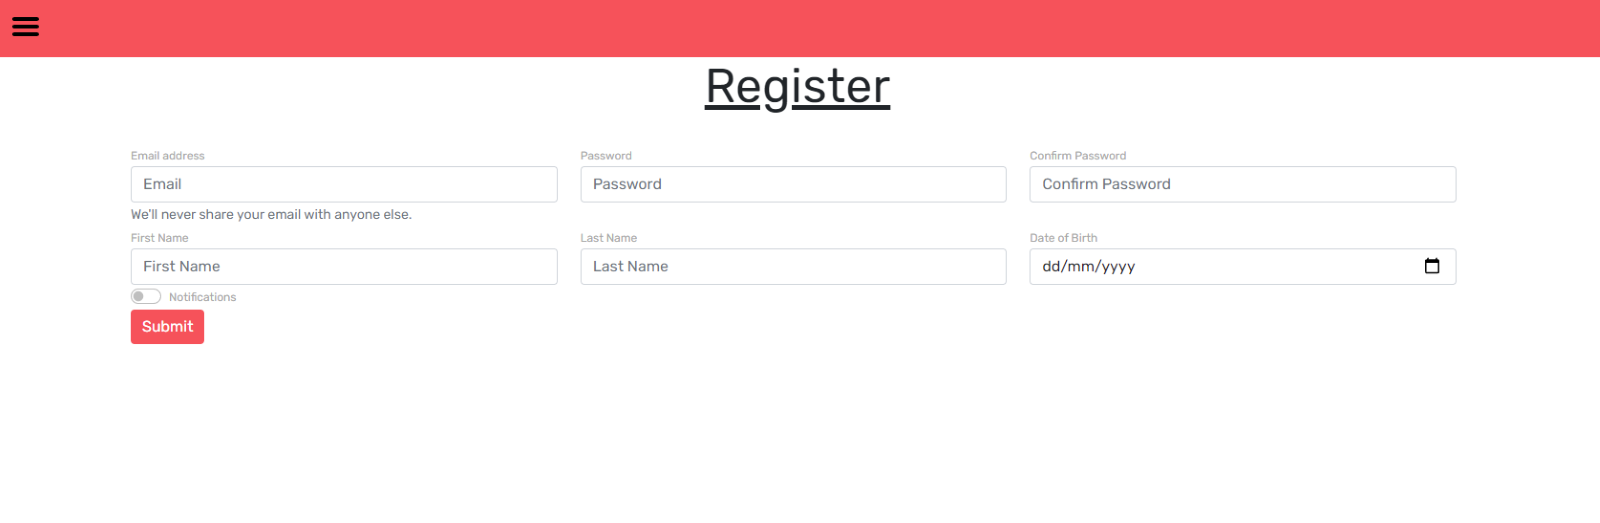 Register
Email address Password Confirm Password
Email Password Confirm Password
We'll never share your email with anyone else.
First Name Last Name Date of Birth
First Name Last Name dd/mm/yyyy
Notifications
Submit